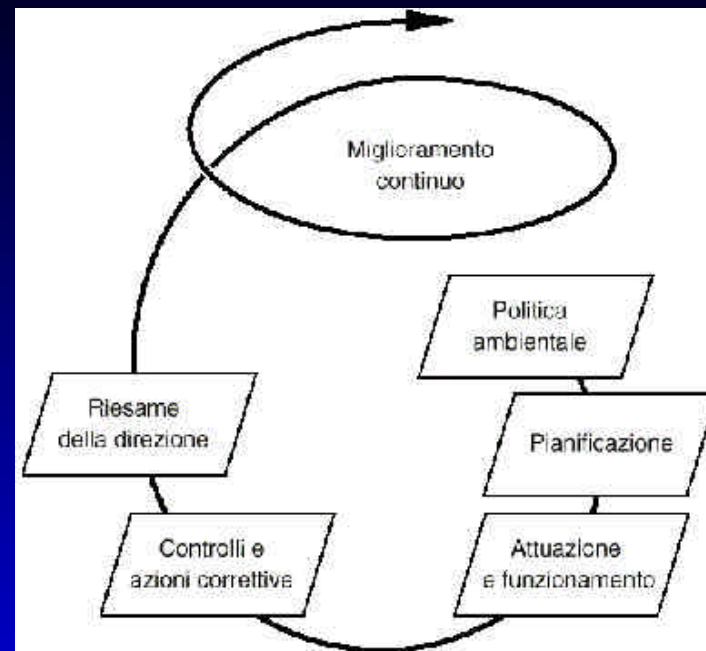 Miglioramento
continuo
Politica
ambientale
Pianificazione
Attuazione
e funzionamento
Controlli e
azioni correttive
Riesame
della direzione